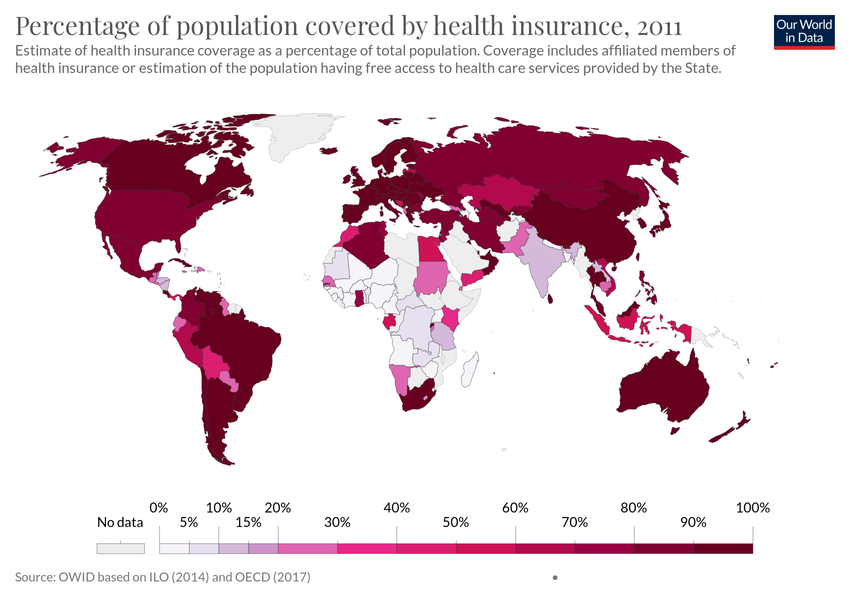 Percentage of population covered by health insurance, 2011
Our World
in Data
Estimate of health insurance coverage as a percentage of total population. Coverage includes affiliated members of
health insurance or estimation of the population having free access to health care services provided by the State.
0% 10% 20% 40% 60% 80% 100%
No data 5% 15% 30% 50% 70% 90%
Source: OWID based on ILO (2014) and OECD (2017)